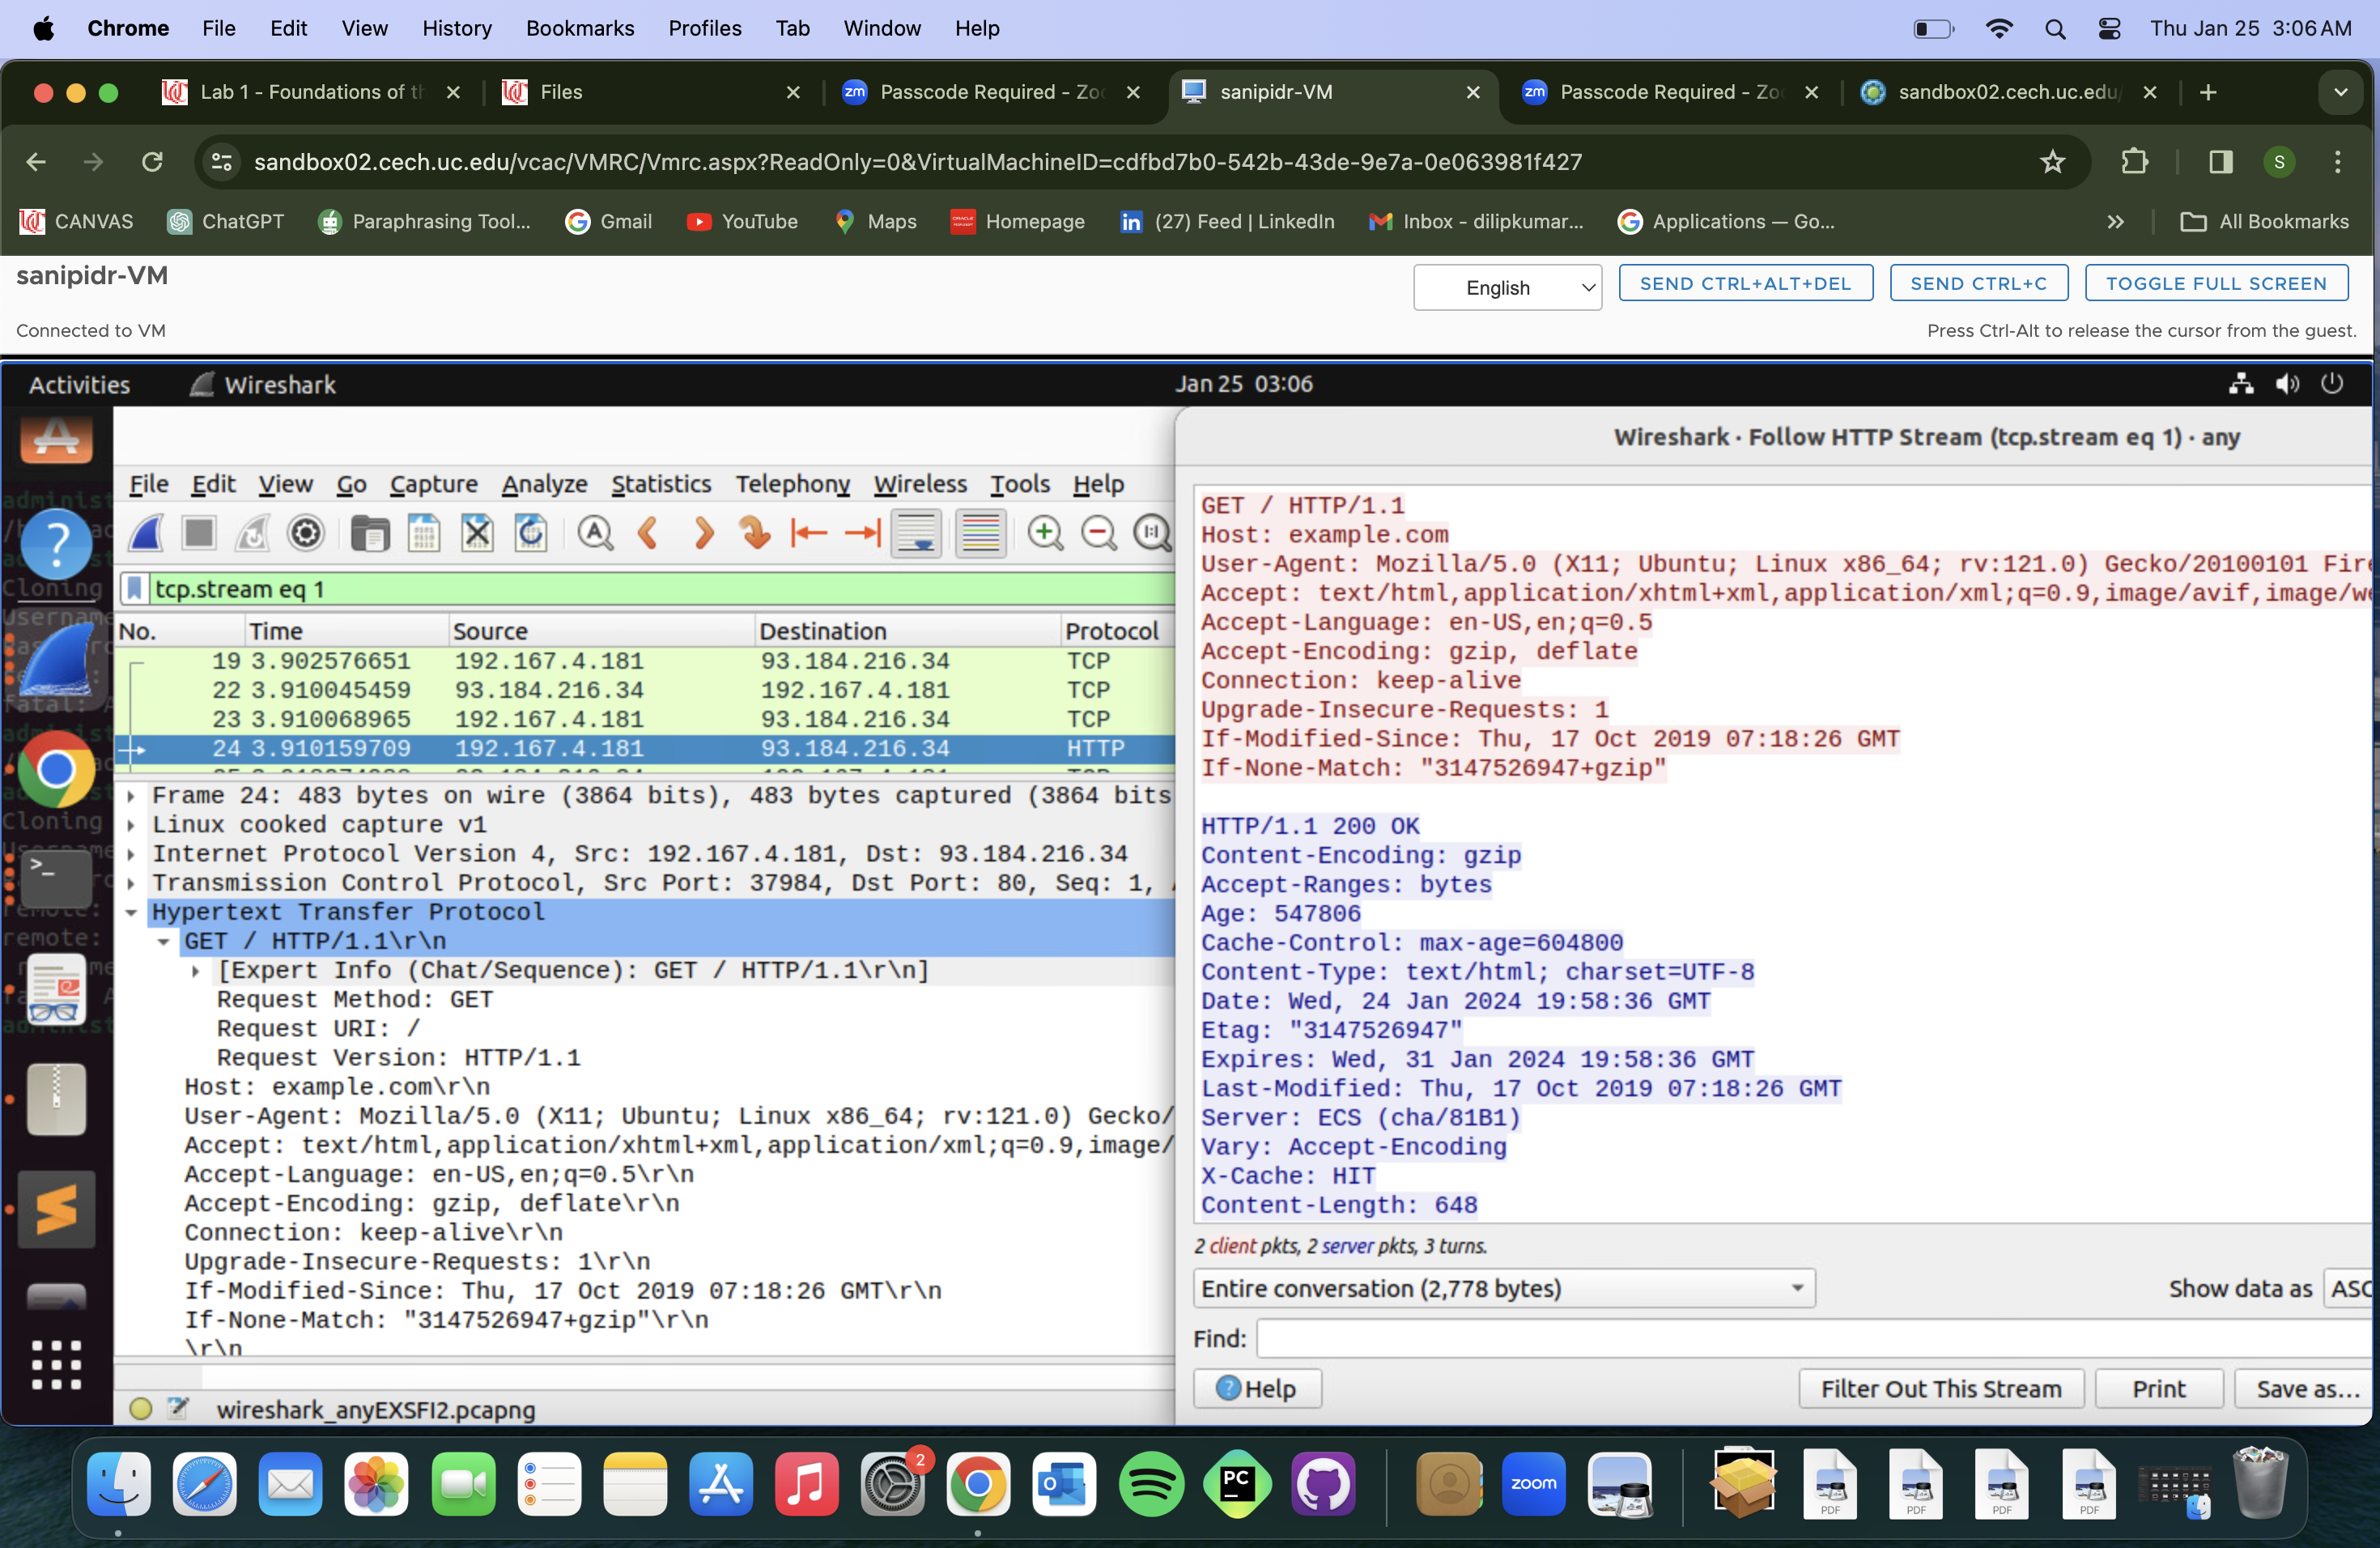 Chrome File Edit View History Bookmarks Profiles Tab Window Help Thu Jan 25 3:06 AM
Lab 1 - Foundations of th Files Passcode Required - Zoo sanipidr-VM Passcode Required - Zoo sandbox02.cech.uc.edu/
sandbox02.cech.uc.edu/vcac/VMRC/Vmrc.aspx?ReadOnly=0&VirtualMachineID=cdfbd7b0-542b-43de-9e7a-0e063981f427 S
CANVAS ChatGPT Paraphrasing Tool... Gmail YouTube Maps Homepage (27) Feed | LinkedIn Inbox - dilipkumar... Applications — Go... » All Bookmarks
sanipidr-VM English SEND CTRL+ALT+DEL SEND CTRL+C TOGGLE FULL SCREEN
Connected to VM Press Ctrl-Alt to release the cursor from the guest.
Activities Wireshark Jan 25 03:06
Wireshark · Follow HTTP Stream (tcp.stream eq 1) · any
File Edit View Go Capture Analyze Statistics Telephony Wireless Tools Help
tcp.stream eq 1
No. Time Source Destination Protocol
19 3.902576651 192.167.4.181 93.184.216.34 TCP
22 3.910045459 93.184.216.34 192.167.4.181 TCP
23 3.910068965 192.167.4.181 93.184.216.34 TCP
24 3.910159709 192.167.4.181 93.184.216.34 HTTP
Frame 24: 483 bytes on wire (3864 bits), 483 bytes captured (3864 bits
Linux cooked capture v1
Internet Protocol Version 4, Src: 192.167.4.181, Dst: 93.184.216.34
Transmission Control Protocol, Src Port: 37984, Dst Port: 80, Seq: 1,
Hypertext Transfer Protocol
GET / HTTP/1.1\r\n
[Expert Info (Chat/Sequence): GET / HTTP/1.1\r\n]
Request Method: GET
Request URI: /
Request Version: HTTP/1.1
Host: example.com\r\n
User-Agent: Mozilla/5.0 (X11; Ubuntu; Linux x86_64; rv:121.0) Gecko/
Accept: text/html,application/xhtml+xml,application/xml;q=0.9,image/
Accept-Language: en-US,en;q=0.5\r\n
Accept-Encoding: gzip, deflate\r\n
Connection: keep-alive\r\n
Upgrade-Insecure-Requests: 1\r\n
If-Modified-Since: Thu, 17 Oct 2019 07:18:26 GMT\r\n
If-None-Match: "3147526947+gzip"\r\n
\r\n
wireshark_anyEXSFI2.pcapng
GET / HTTP/1.1
Host: example.com
User-Agent: Mozilla/5.0 (X11; Ubuntu; Linux x86_64; rv:121.0) Gecko/20100101 Fire
Accept: text/html,application/xhtml+xml,application/xml;q=0.9,image/avif,image/we
Accept-Language: en-US,en;q=0.5
Accept-Encoding: gzip, deflate
Connection: keep-alive
Upgrade-Insecure-Requests: 1
If-Modified-Since: Thu, 17 Oct 2019 07:18:26 GMT
If-None-Match: "3147526947+gzip"
HTTP/1.1 200 OK
Content-Encoding: gzip
Accept-Ranges: bytes
Age: 547806
Cache-Control: max-age=604800
Content-Type: text/html; charset=UTF-8
Date: Wed, 24 Jan 2024 19:58:36 GMT
Etag: "3147526947"
Expires: Wed, 31 Jan 2024 19:58:36 GMT
Last-Modified: Thu, 17 Oct 2019 07:18:26 GMT
Server: ECS (cha/81B1)
Vary: Accept-Encoding
X-Cache: HIT
Content-Length: 648
2 client pkts, 2 server pkts, 3 turns.
Entire conversation (2,778 bytes) Show data as ASC
Find:
Help Filter Out This Stream Print Save as...
2 PC zoom PDF PDF PDF PDF